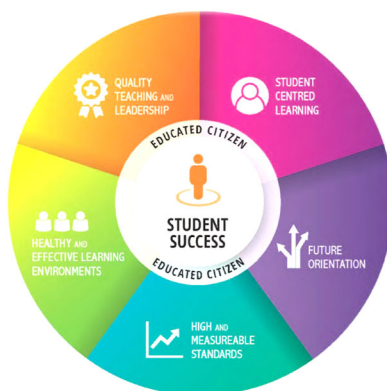 QUALITY
TEACHING AND
LEADERSHIP
STUDENT
CENTRED
LEARNING
EDUCATED CITIZEN
STUDENT
SUCCESS
EDUCATED CITIZEN
HEALTHY AND
EFFECTIVE LEARNING
ENVIRONMENTS
FUTURE
ORIENTATION
HIGH AND
MEASUREABLE
STANDARDS